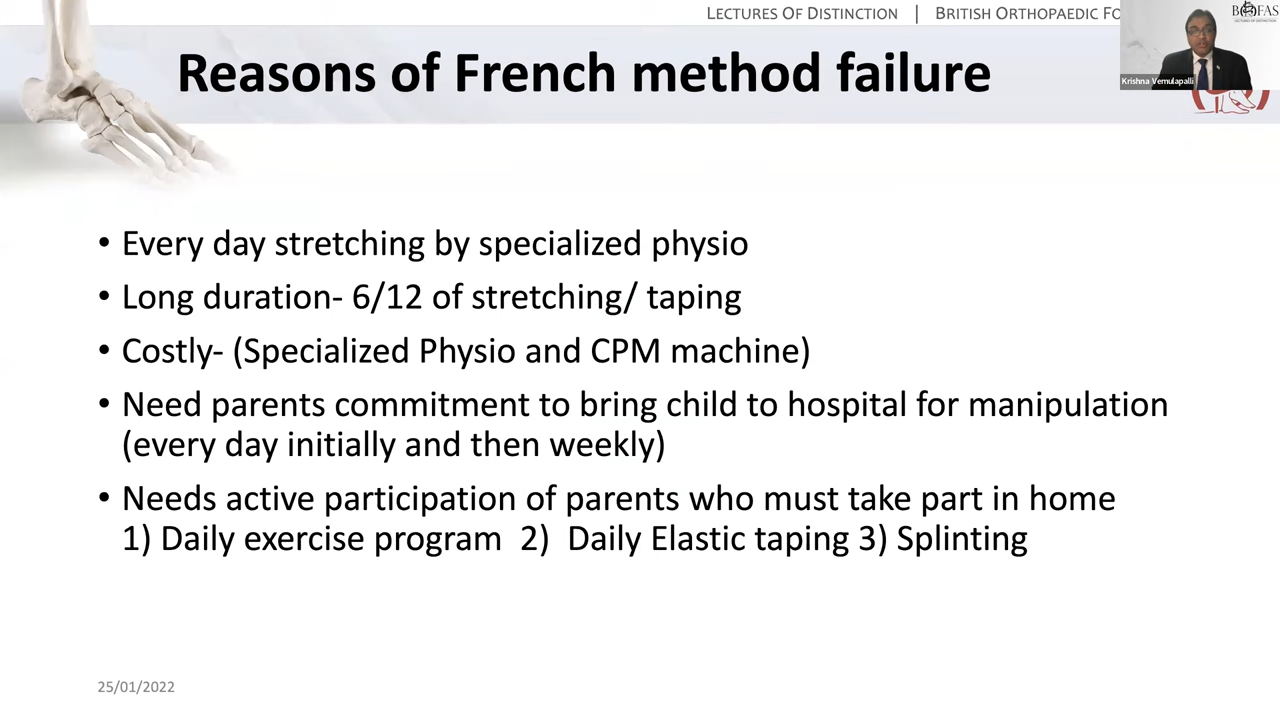 LECTURES OF DISTINCTION | BRITISH ORTHOPAEDIC FO
LECTURES OF DISTINCTION
Krishna Vemulapalli
Reasons of French method failure
• Every day stretching by specialized physio
• Long duration- 6/12 of stretching/ taping
• Costly- (Specialized Physio and CPM machine)
• Need parents commitment to bring child to hospital for manipulation
(every day initially and then weekly)
• Needs active participation of parents who must take part in home
1) Daily exercise program 2) Daily Elastic taping 3) Splinting
25/01/2022